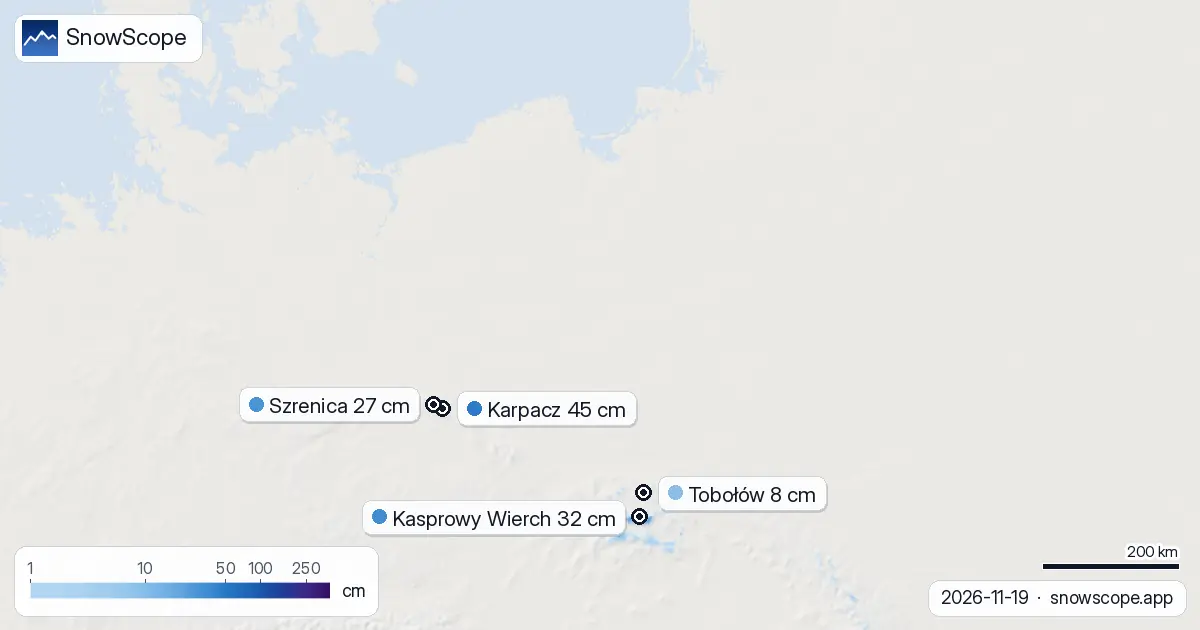 SnowScope
Szrenica 27 cm
Karpacz 45 cm
Tobołów 8 cm
Kasprowy Wierch 32 cm
1 10 50 100 250
cm
200 km
2026-11-19 · snowscope.app